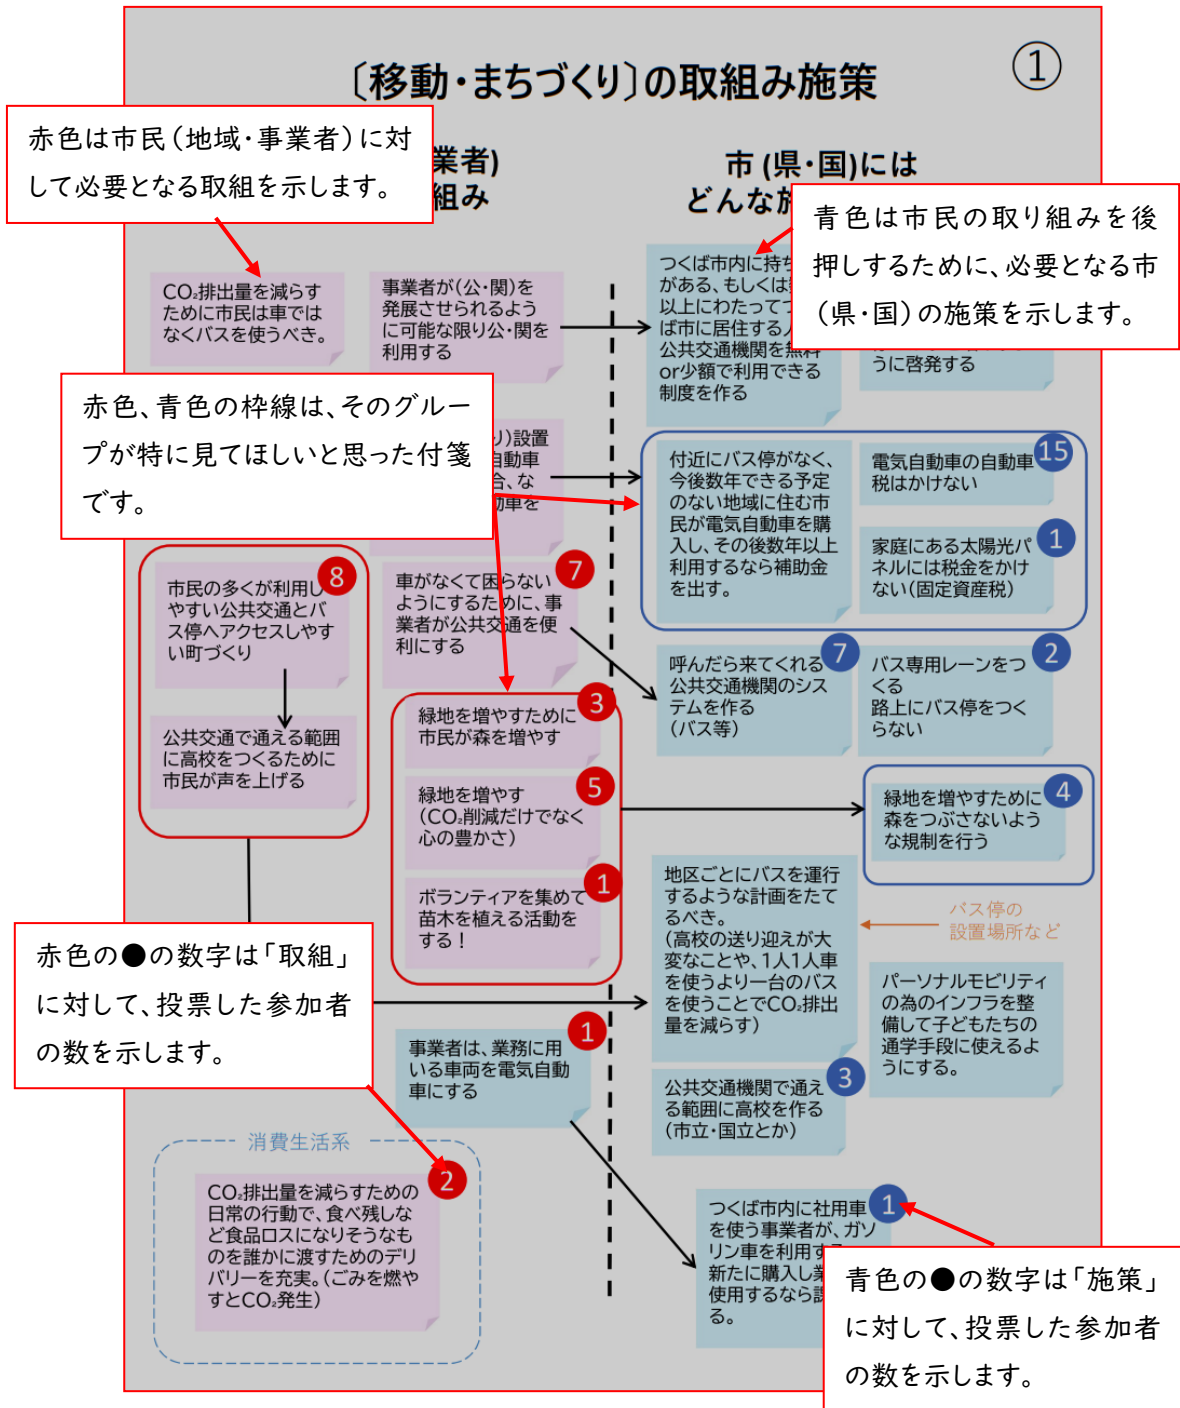 〔移動・まちづくり〕の取組み施策
①
赤色は市民（地域・事業者）に対
して必要となる取組を示します。
業者)
組み
市 (県・国)には
どんな施
青色は市民の取り組みを後
押しするために、必要となる市
（県・国）の施策を示します。
CO₂排出量を減らす
ために市民は車では
なくバスを使うべき。
事業者が(公・関)を
発展させられるよう
に可能な限り公・関を
利用する
つくば市内に持ち
がある、もしくは
以上にわたってつ
ば市に居住する人
公共交通機関を無料
or少額で利用できる
制度を作る
うに啓発する
赤色、青色の枠線は、そのグルー
プが特に見てほしいと思った付箋
です。
り)設置
自動車
合、な
動車を
付近にバス停がなく、
今後数年できる予定
のない地域に住む市
民が電気自動車を購
入し、その後数年以上
利用するなら補助金
を出す。
電気自動車の自動車
税はかけない
15
家庭にある太陽光パ
ネルには税金をかけ
ない(固定資産税)
1
市民の多くが利用し
やすい公共交通とバ
ス停へアクセスしやす
い町づくり
8
公共交通で通える範囲
に高校をつくるために
市民が声を上げる
車がなくて困らない
ようにするために、事
業者が公共交通を便
利にする
7
呼んだら来てくれる
公共交通機関のシス
テムを作る
(バス等)
7
バス専用レーンをつ
くる
路上にバス停をつく
らない
2
緑地を増やすために
市民が森を増やす
3
緑地を増やす
(CO₂削減だけでなく
心の豊かさ)
5
ボランティアを集めて
苗木を植える活動を
する！
1
緑地を増やすために
森をつぶさないよう
な規制を行う
4
地区ごとにバスを運行
するような計画をたて
るべき。
(高校の送り迎えが大
変なことや、1人1人車
を使うより一台のバス
を使うことでCO₂排出
量を減らす)
バス停の
設置場所など
赤色の●の数字は「取組」
に対して、投票した参加者
の数を示します。
パーソナルモビリティ
の為のインフラを整
備して子どもたちの
通学手段に使えるよ
うにする。
事業者は、業務に用
いる車両を電気自動
車にする
1
公共交通機関で通え
る範囲に高校を作る
(市立・国立とか)
3
消費生活系
CO₂排出量を減らすための
日常の行動で、食べ残しな
ど食品ロスになりそうなも
のを誰かに渡すためのデリ
バリーを充実。(ごみを燃や
すとCO₂発生)
2
つくば市内に社用車
を使う事業者が、ガソ
リン車を利用す
新たに購入し業
使用するなら課
る。
1
青色の●の数字は「施策」
に対して、投票した参加者
の数を示します。